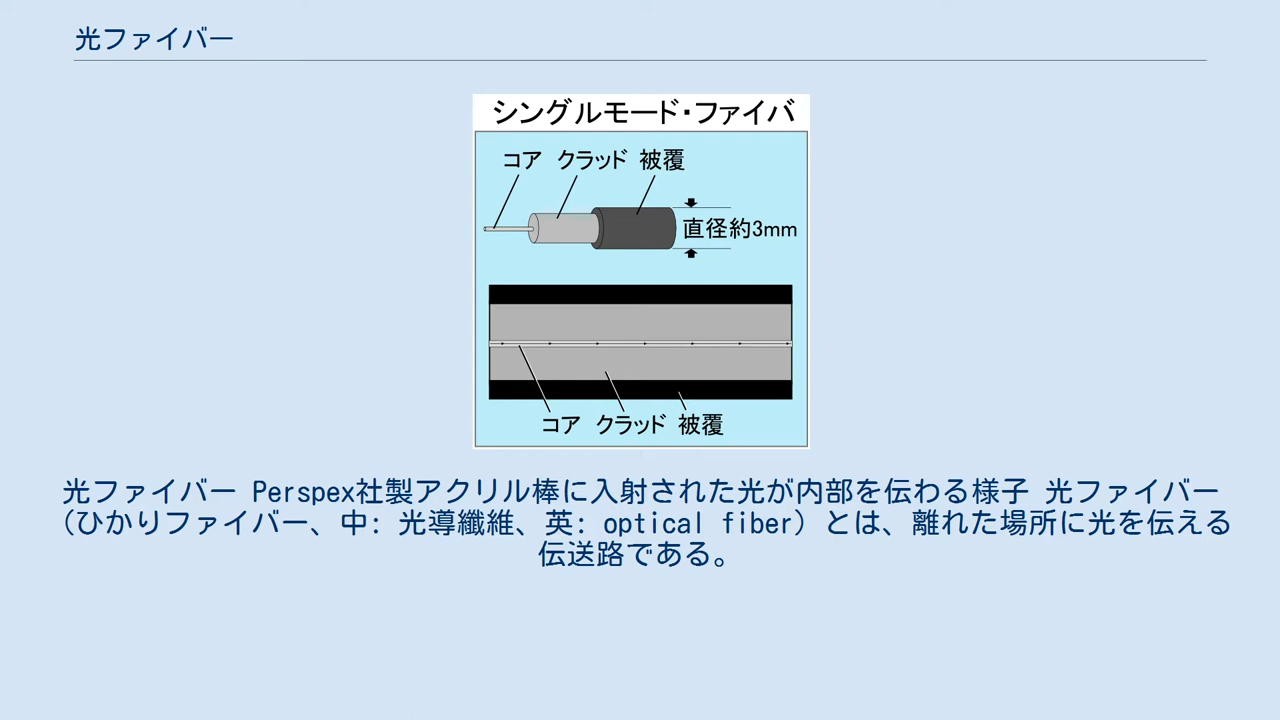 光ファイバー
シングルモード・ファイバ
コア クラッド 被覆
直径約3mm
コア クラッド 被覆
光ファイバー Perspex社製アクリル棒に入射された光が内部を伝わる様子 光ファイバー
(ひかりファイバー、中: 光導繊維、英: optical fiber) とは、離れた場所に光を伝える
伝送路である。